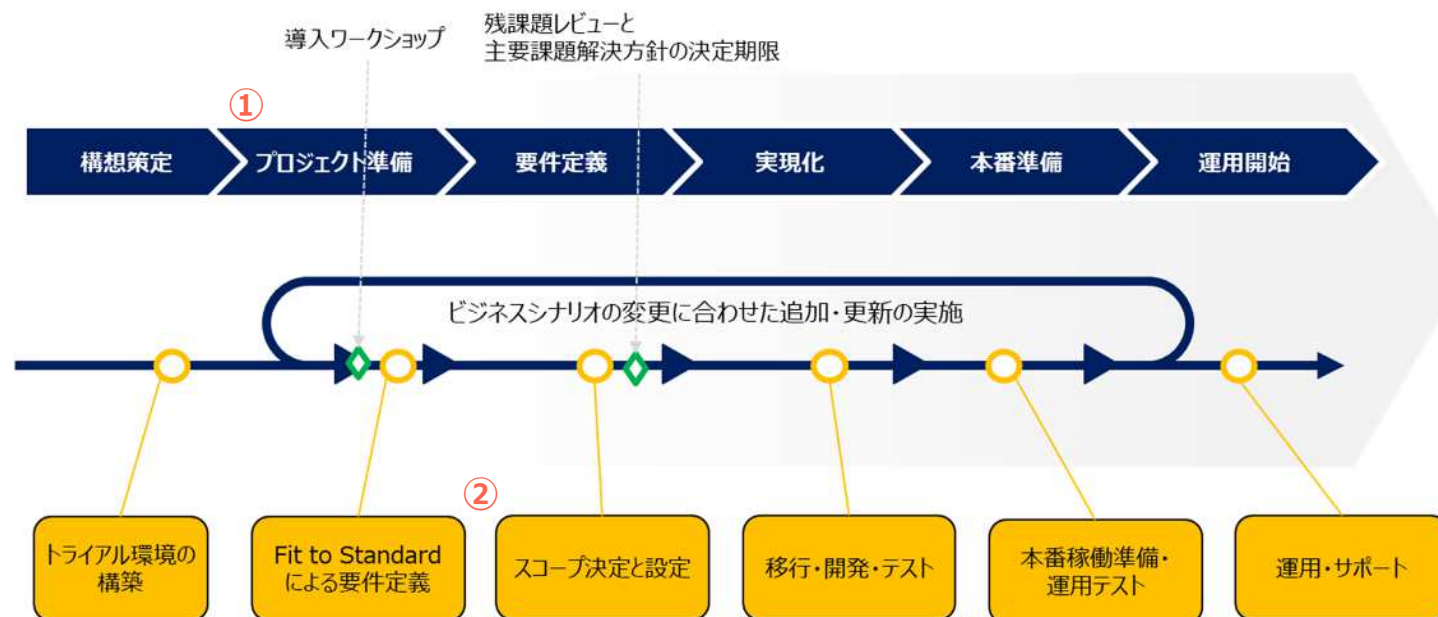 導入ワークショップ
残課題レビューと
主要課題解決方針の決定期限
①
構想策定
プロジェクト準備
要件定義
実現化
本番準備
運用開始
ビジネスシナリオの変更に合わせた追加・更新の実施
②
トライアル環境の
構築
Fit to Standard
による要件定義
スコープ決定と設定
移行・開発・テスト
本番稼働準備・
運用テスト
運用・サポート